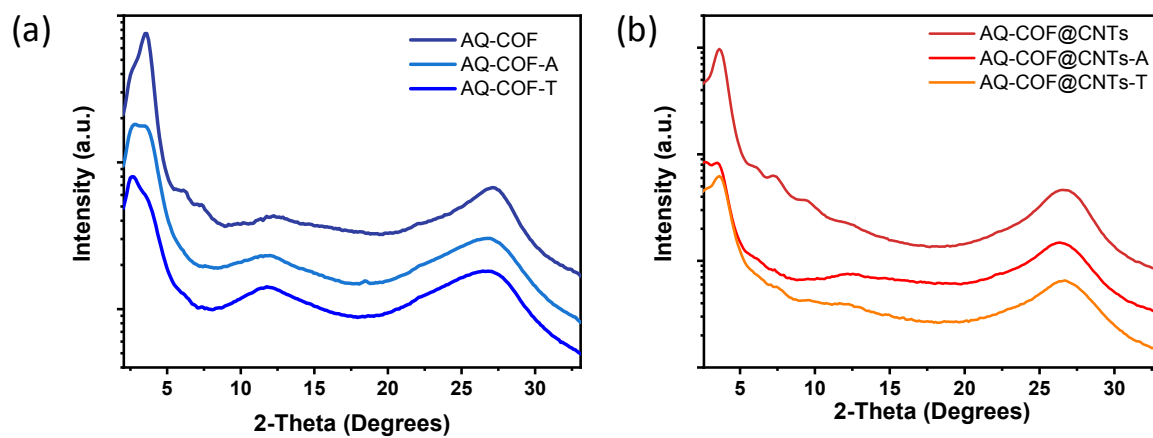 (a)
AQ-COF
AQ-COF-A
AQ-COF-T
Intensity (a.u.)
5
10
15
20
25
30
2-Theta (Degrees)
(b)
AQ-COF@CNTs
AQ-COF@CNTs-A
AQ-COF@CNTs-T
Intensity (a.u.)
5
10
15
20
25
30
2-Theta (Degrees)